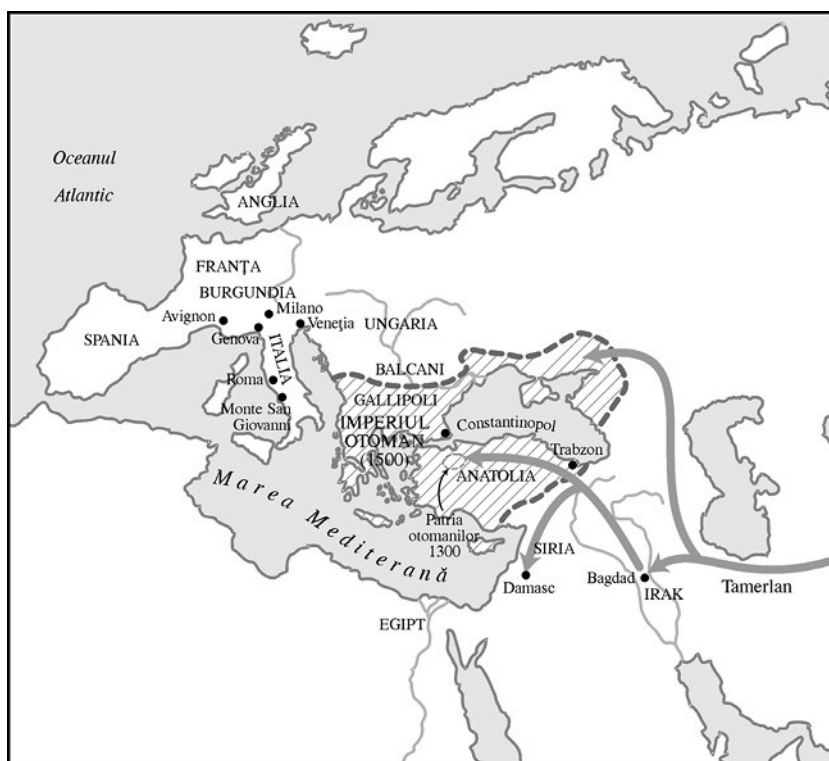 Oceanul
Atlantic
ANGLIA
FRANȚA
BURGUNDIA
Milano
Avignon
Veneția
Genova
SPANIA
UNGARIA
ITALIA
BALCANI
Roma
GALLIPOLI
Monte San
Giovanni
IMPERIUL
OTOMAN
(1500)
Constantinopol
Trabzon
ANATOLIA
Marea Mediterană
Patria
otomanilor
1300
SIRIA
Damasc
Bagdad
IRAK
Tamerlan
EGIPT